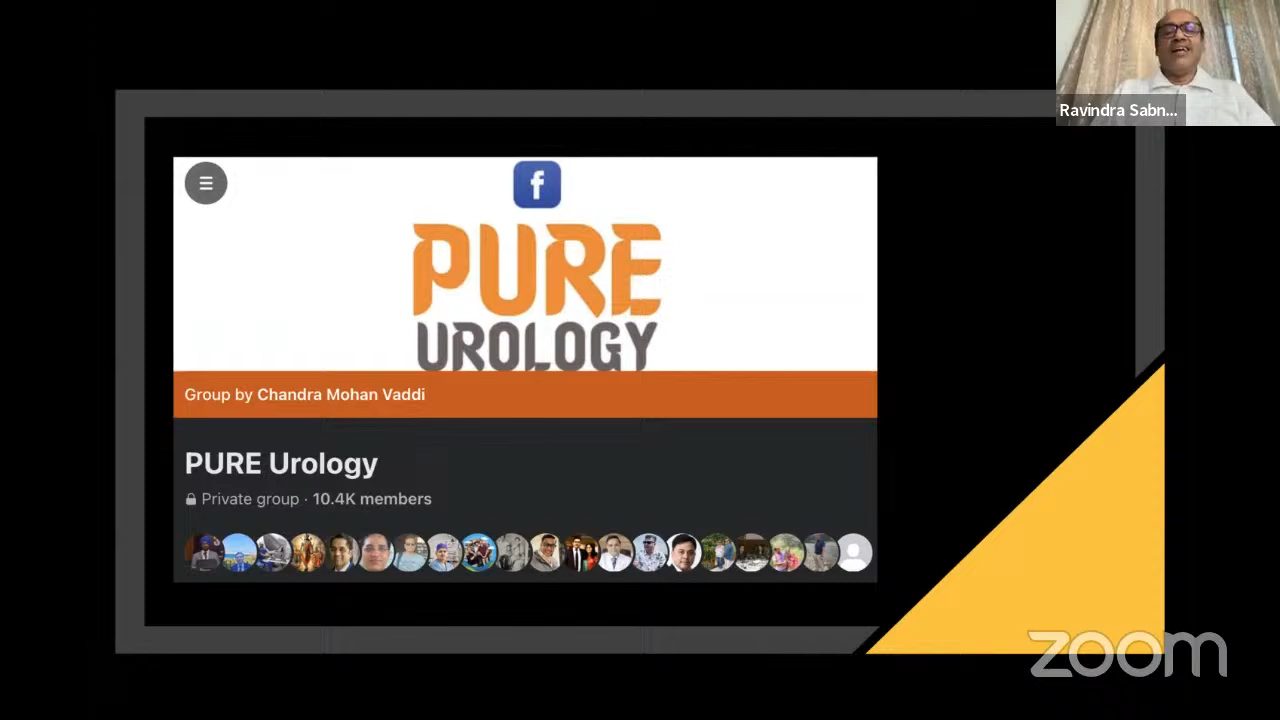 Ravindra Sabn...
f
PURE
UROLOGY
Group by Chandra Mohan Vaddi
PURE Urology
Private group · 10.4K members
zoom